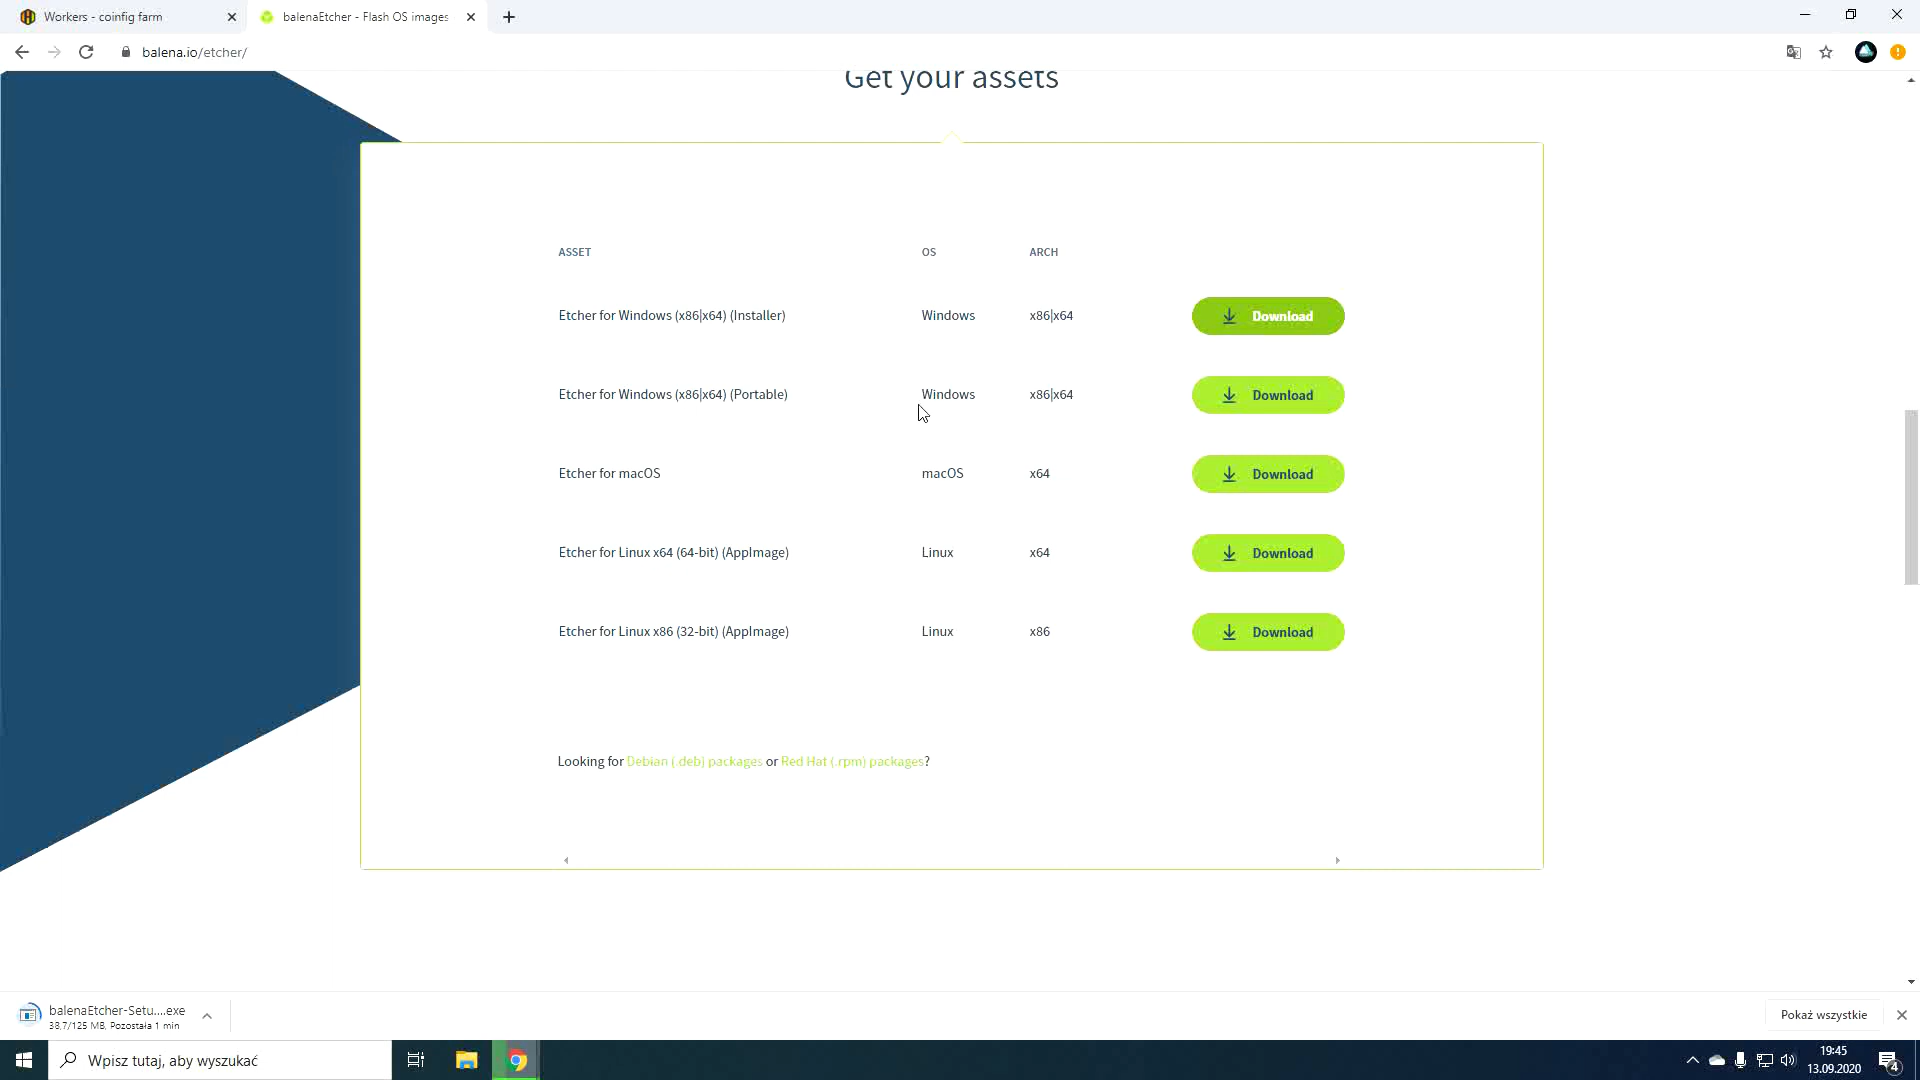 Workers - coinfig farm
balenaEtcher - Flash OS images
balena.io/etcher/
Get your assets
ASSET OS ARCH
Etcher for Windows (x86|x64) (Installer) Windows x86|x64 Download
Etcher for Windows (x86|x64) (Portable) Windows x86|x64 Download
Etcher for macOS macOS x64 Download
Etcher for Linux x64 (64-bit) (AppImage) Linux x64 Download
Etcher for Linux x86 (32-bit) (AppImage) Linux x86 Download
Looking for Debian (.deb) packages or Red Hat (.rpm) packages?
balenaEtcher-Setu....exe
38,7/125 MB, Pozostała 1 min
Pokaż wszystkie
Wpisz tutaj, aby wyszukać
19:45
13.09.2020
4